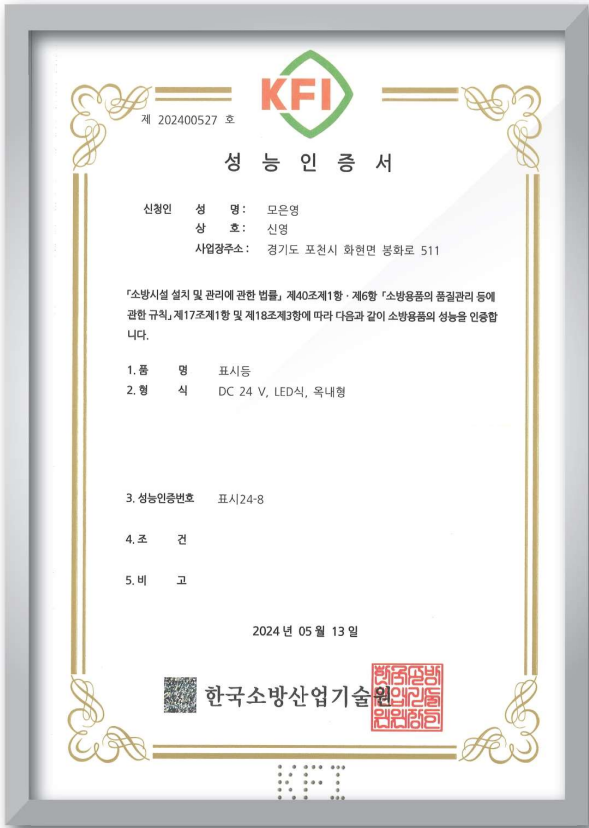 KFI
제 202400527 호
성 능 인 증 서
신청인 성 명 : 모은영
상 호 : 신영
사업장주소 : 경기도 포천시 화현면 봉화로 511
「소방시설 설치 및 관리에 관한 법률」 제40조제1항 · 제6항 「소방용품의 품질관리 등에
관한 규칙」 제17조제1항 및 제18조제3항에 따라 다음과 같이 소방용품의 성능을 인증합
니다.
1. 품 명 표시등
2. 형 식 DC 24 V, LED식, 옥내형
3. 성능인증번호 표시24-8
4. 조 건
5. 비 고
2024 년 05 월 13 일
한국소방산업기술원
KFI